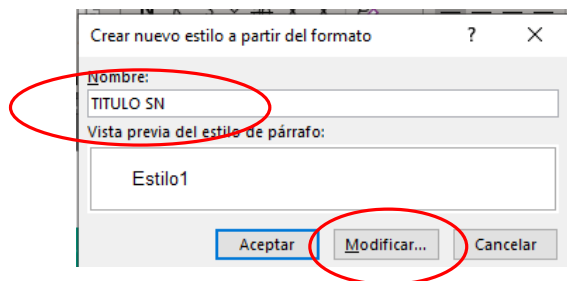 Crear nuevo estilo a partir del formato ? ×
Nombre:
TITULO SN
Vista previa del estilo de párrafo:
Estilo1
Aceptar Modificar... Cancelar